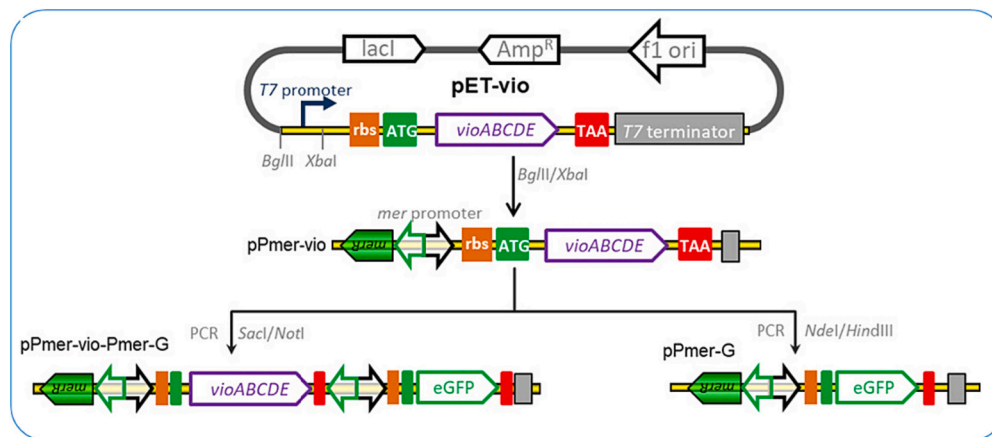 lacI
Amp^R
f1 ori
T7 promoter
pET-vio
rbs ATG vioABCDE TAA T7 terminator
BglII XbaI
BglII/XbaI
mer promoter
pPmer-vio merR rbs ATG vioABCDE TAA
PCR SacI/NotI
PCR NdeI/HindIII
pPmer-vio-Pmer-G
pPmer-G
merR vioABCDE eGFP
merR eGFP